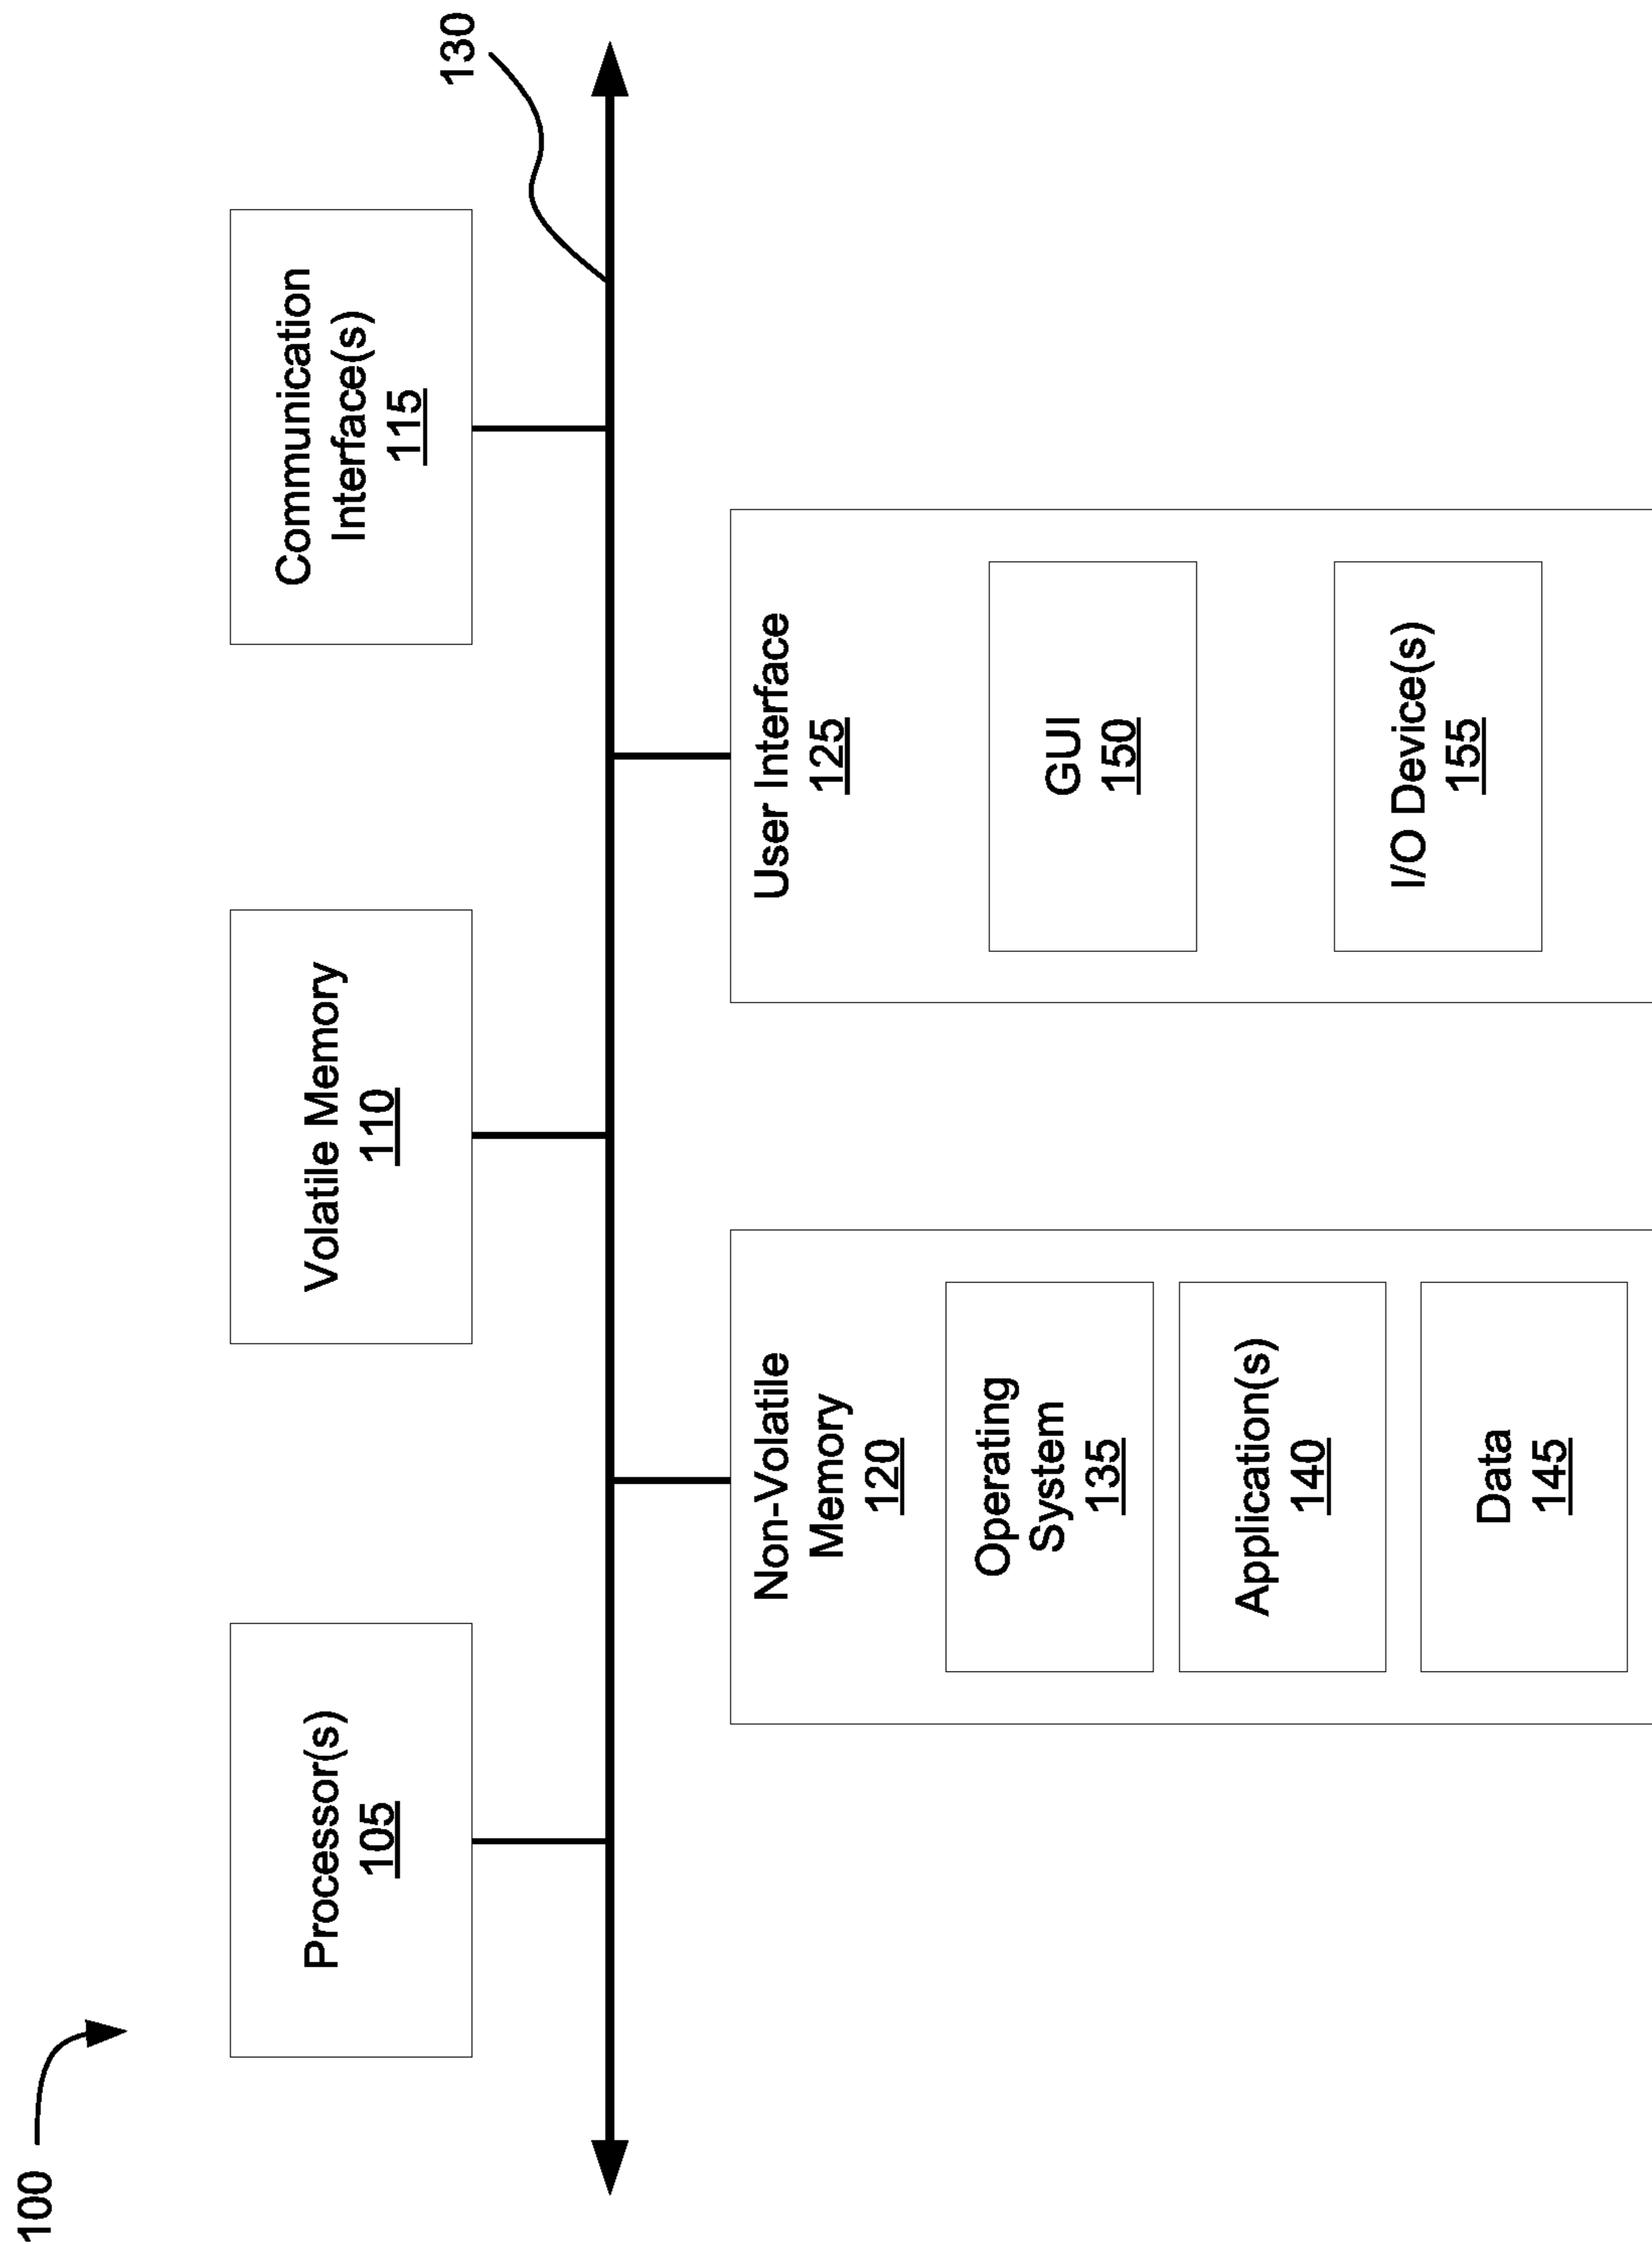 100
Processor(s)
105
Volatile Memory
110
Communication
Interface(s)
115
130
Non-Volatile
Memory
120
Operating
System
135
Application(s)
140
Data
145
User Interface
125
GUI
150
I/O Device(s)
155